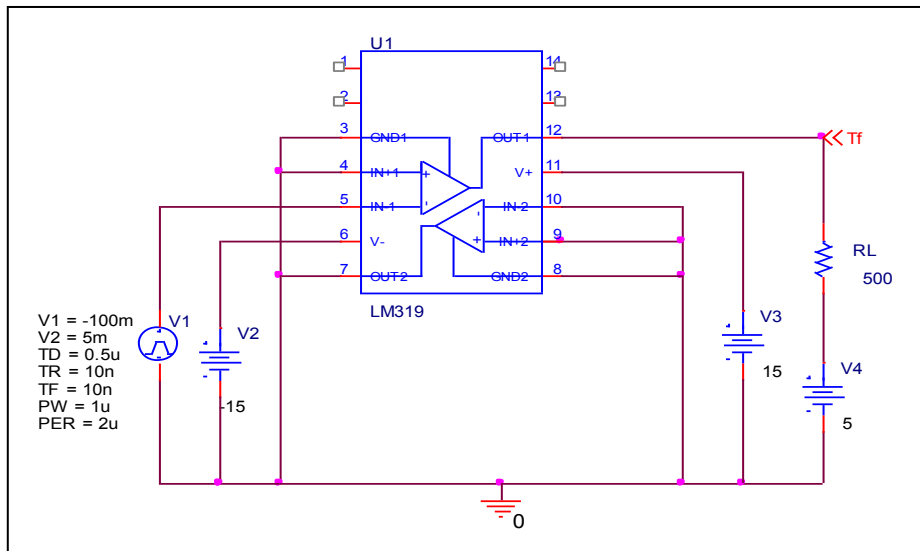 U1
1
14
2
13
3
GND1
OUT1
12
Tf
4
IN+1
V+
11
5
IN-1
IN-2
10
6
V-
IN+2
9
7
OUT2
GND2
8
LM319
+
-
-
+
RL
500
V1 = -100m
V2 = 5m
TD = 0.5u
TR = 10n
TF = 10n
PW = 1u
PER = 2u
V1
+
-
V2
-15
+
-
V3
15
+
-
V4
5
0